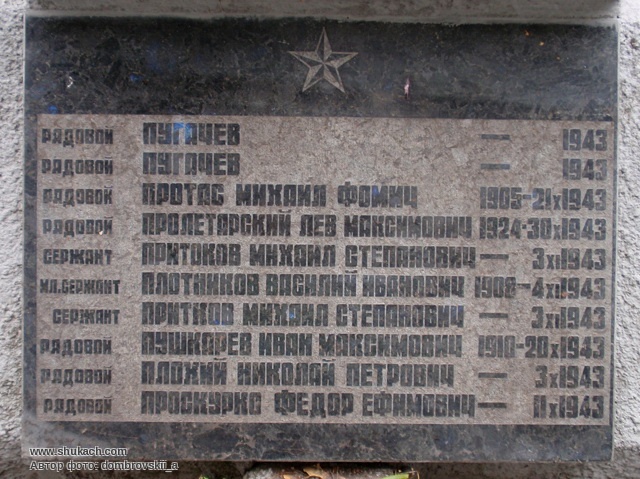 РЯДОВОЙ ПУГАЧЕВ — 1943
РЯДОВОЙ ПУГАЧЕВ — 1943
РЯДОВОЙ ПРОТАС МИХАИЛ ФОМИЧ 1905-21 X 1943
РЯДОВОЙ ПРОЛЕТАРСКИЙ ЛЕВ МАКСИМОВИЧ 1924-30 X 1943
СЕРЖАНТ ПРИТОКОВ МИХАИЛ СТЕПАНОВИЧ — 3 XI 1943
МЛ.СЕРЖАНТ ПЛОТНИКОВ ВАСИЛИЙ ИВАНОВИЧ 1908-4 XI 1943
СЕРЖАНТ ПРИТКОВ МИХАИЛ СТЕПАНОВИЧ — 3 XI 1943
РЯДОВОЙ ПУШКАРЕВ ИВАН МАКСИМОВИЧ 1910-20 X 1943
РЯДОВОЙ ПЛОХИЙ НИКОЛАЙ ПЕТРОВИЧ — 3 X 1943
РЯДОВОЙ ПРОСКУРКО ФЕДОР ЕФИМОВИЧ — 11 X 1943
www.shukach.com
Автор фото: dombrovskii_a